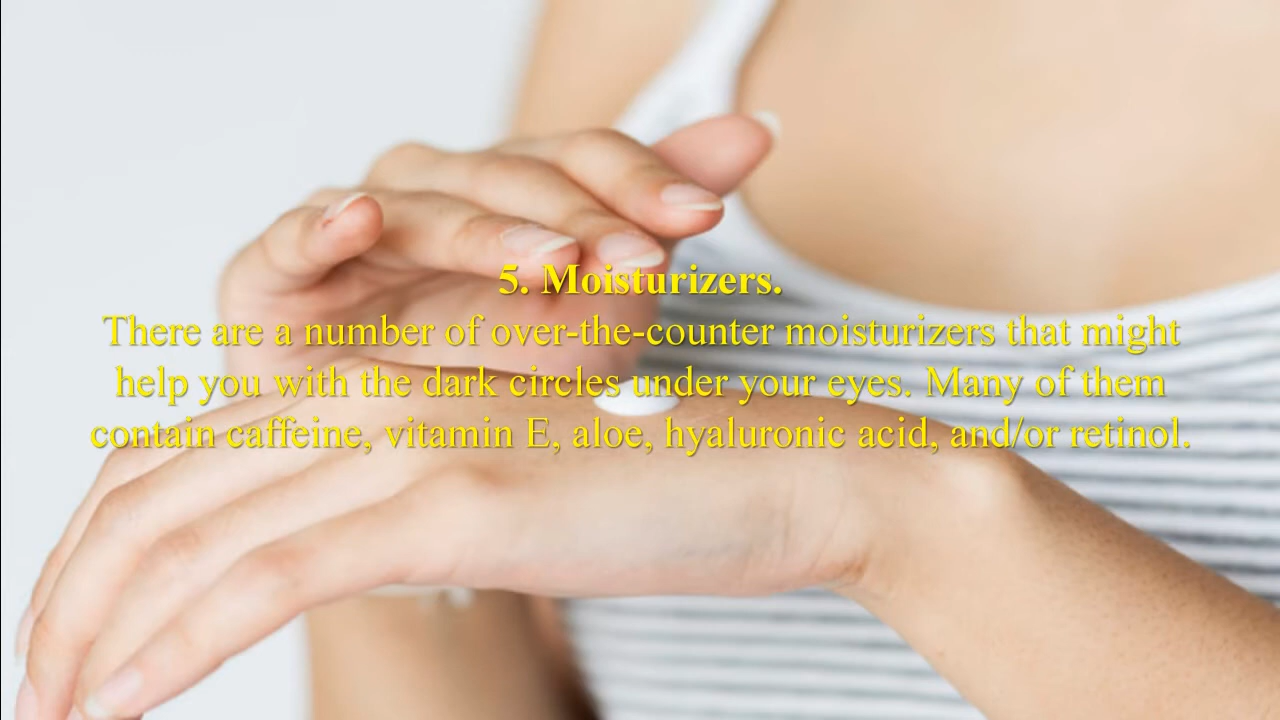 5. Moisturizers.
There are a number of over-the-counter moisturizers that might
help you with the dark circles under your eyes. Many of them
contain caffeine, vitamin E, aloe, hyaluronic acid, and/or retinol.